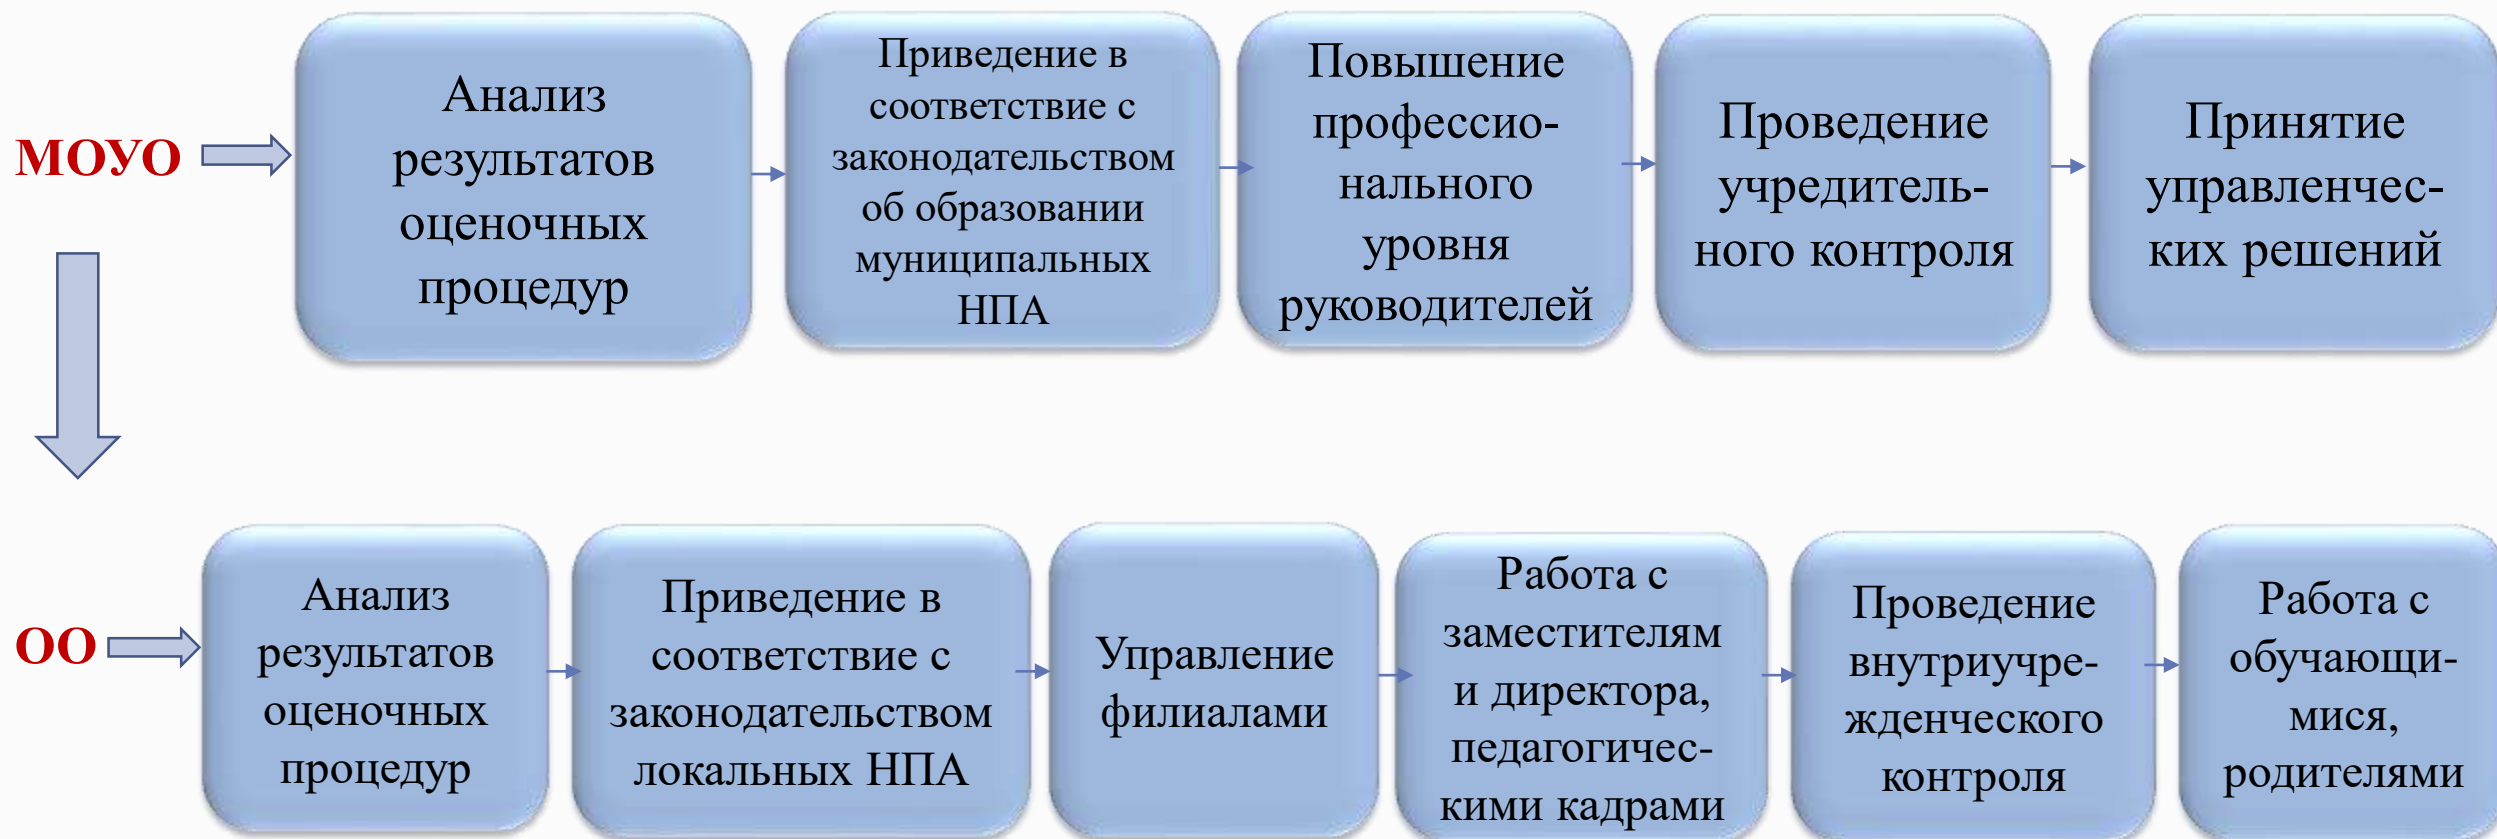 МОУО
Анализ
результатов
оценочных
процедур
Приведение в
соответствие с
законодательством
об образовании
муниципальных
НПА
Повышение
профессио-
нального
уровня
руководителей
Проведение
учредитель-
ного контроля
Принятие
управленчес-
ких решений
ОО
Анализ
результатов
оценочных
процедур
Приведение в
соответствие с
законодательством
локальных НПА
Управление
филиалами
Работа с
заместителям
и директора,
педагогичес-
кими кадрами
Проведение
внутриучре-
жденческого
контроля
Работа с
обучающи-
мися,
родителями